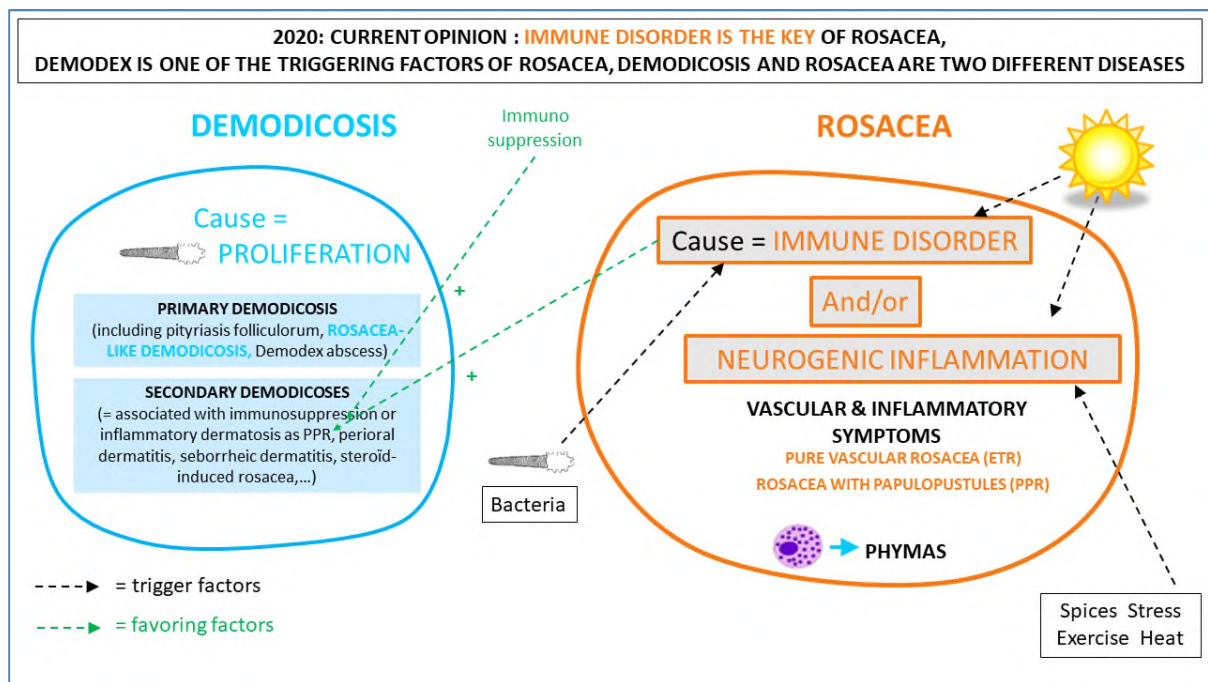 2020: CURRENT OPINION : IMMUNE DISORDER IS THE KEY OF ROSACEA,
DEMODEX IS ONE OF THE TRIGGERING FACTORS OF ROSACEA, DEMODICOSIS AND ROSACEA ARE TWO DIFFERENT DISEASES
DEMODICOSIS
Immuno
suppression
ROSACEA
Cause =
PROLIFERATION
PRIMARY DEMODICOSIS
(including pityriasis folliculorum, ROSACEA-
LIKE DEMODICOSIS, Demodex abscess)
SECONDARY DEMODICOSES
(= associated with immunosuppression or
inflammatory dermatosis as PPR, perioral
dermatitis, seborrheic dermatitis, steroïd-
induced rosacea,...)
+
+
Cause = IMMUNE DISORDER
And/or
NEUROGENIC INFLAMMATION
VASCULAR & INFLAMMATORY
SYMPTOMS
PURE VASCULAR ROSACEA (ETR)
ROSACEA WITH PAPULOPUSTULES (PPR)
Bacteria
PHYMAS
= trigger factors
= favoring factors
Spices Stress
Exercise Heat